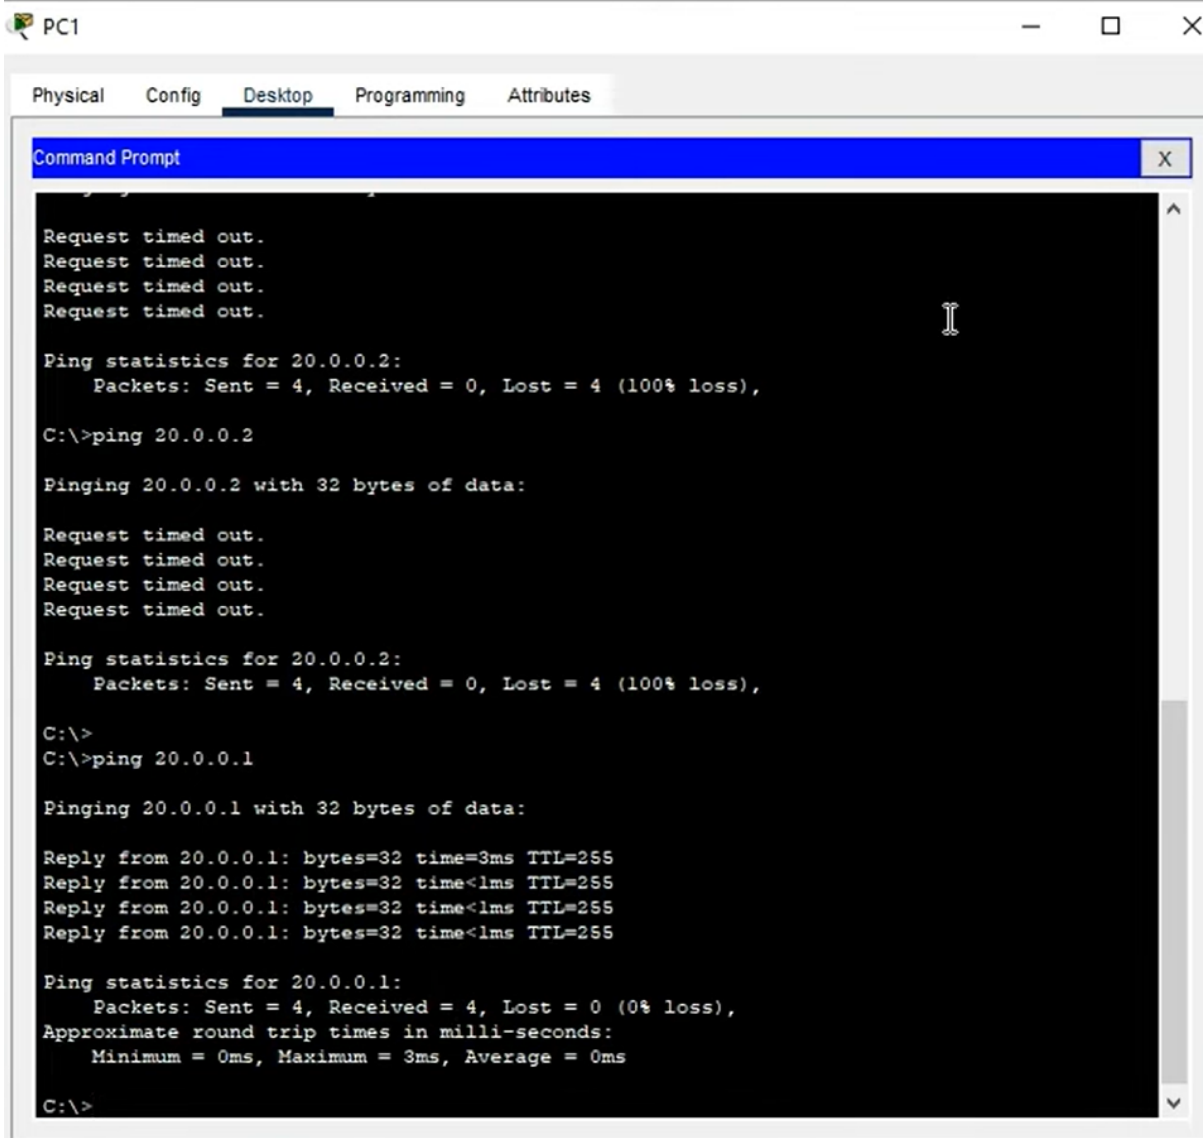 PC1
Physical Config Desktop Programming Attributes
Command Prompt X
Request timed out.
Request timed out.
Request timed out.
Request timed out.
Ping statistics for 20.0.0.2:
    Packets: Sent = 4, Received = 0, Lost = 4 (100% loss),
C:\>ping 20.0.0.2
Pinging 20.0.0.2 with 32 bytes of data:
Request timed out.
Request timed out.
Request timed out.
Request timed out.
Ping statistics for 20.0.0.2:
    Packets: Sent = 4, Received = 0, Lost = 4 (100% loss),
C:\>
C:\>ping 20.0.0.1
Pinging 20.0.0.1 with 32 bytes of data:
Reply from 20.0.0.1: bytes=32 time=3ms TTL=255
Reply from 20.0.0.1: bytes=32 time<1ms TTL=255
Reply from 20.0.0.1: bytes=32 time<1ms TTL=255
Reply from 20.0.0.1: bytes=32 time<1ms TTL=255
Ping statistics for 20.0.0.1:
    Packets: Sent = 4, Received = 4, Lost = 0 (0% loss),
Approximate round trip times in milli-seconds:
    Minimum = 0ms, Maximum = 3ms, Average = 0ms
C:\>